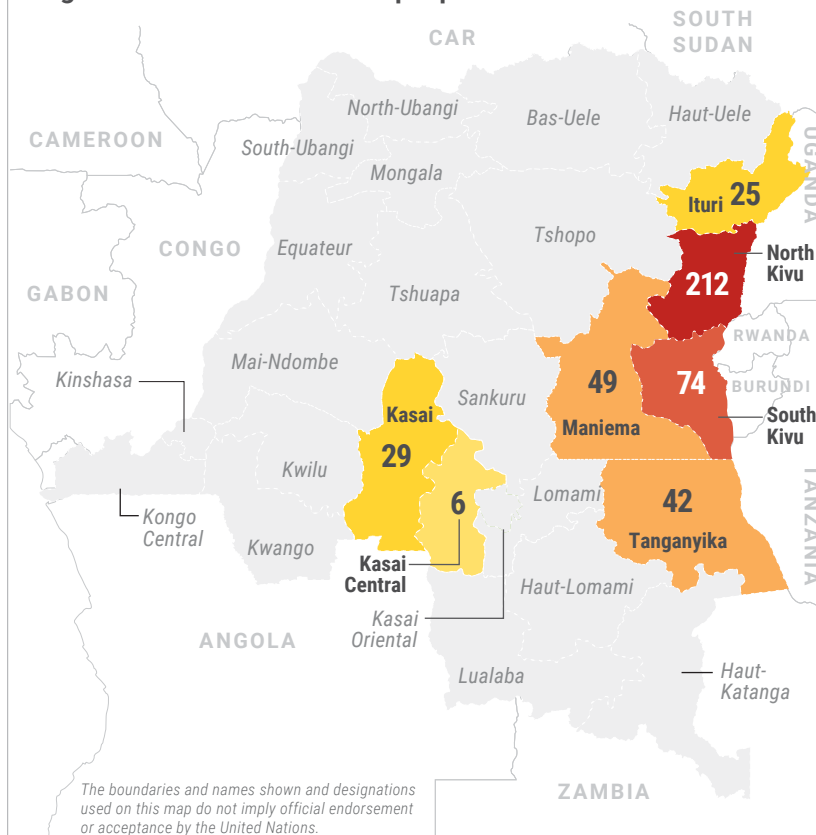 SOUTH
SUDAN
CAR
North-Ubangi
Bas-Uele
Haut-Uele
CAMEROON
South-Ubangi
UGANDA
Mongala
Ituri 25
CONGO
Equateur
Tshopo
North
Kivu
GABON
Tshuapa
212
RWANDA
Mai-Ndombe
Kinshasa
49
74
BURUNDI
Sankuru
Kasai
Maniema
South
Kivu
29
Kwilu
6
Lomami
42
TANZANIA
Kongo
Central
Kwango
Tanganyika
Kasai
Central
Haut-Lomami
Kasai
Oriental
ANGOLA
Lualaba
Haut-
Katanga
ZAMBIA
The boundaries and names shown and designations
used on this map do not imply official endorsement
or acceptance by the United Nations.